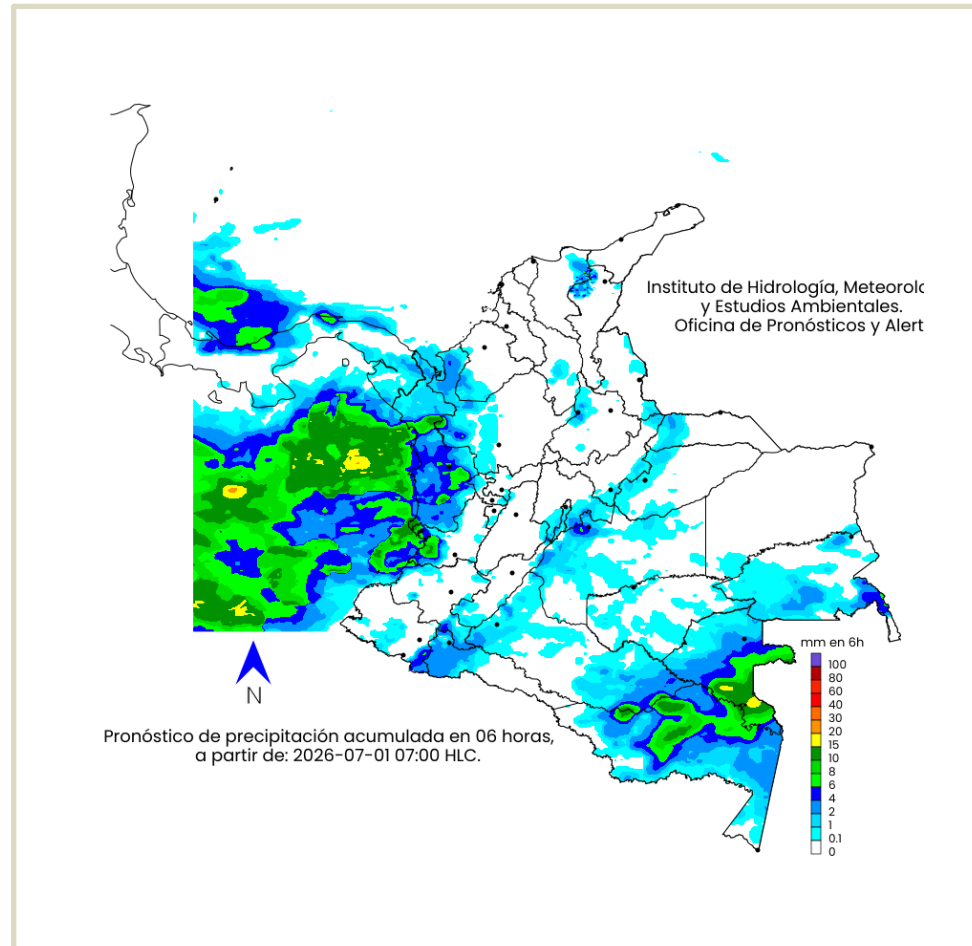 Instituto de Hidrología, Meteorolo
y Estudios Ambientales.
Oficina de Pronósticos y Alert
mm en 6h
100
80
60
40
30
20
15
10
8
6
4
2
1
0.1
0
N
Pronóstico de precipitación acumulada en 06 horas,
a partir de: 2026-07-01 07:00 HLC.